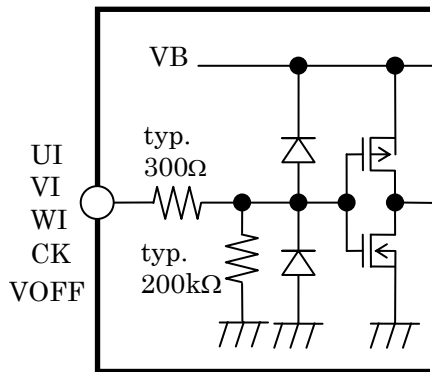 VB
typ.
300Ω
UI
VI
WI
CK
VOFF
typ.
200kΩ